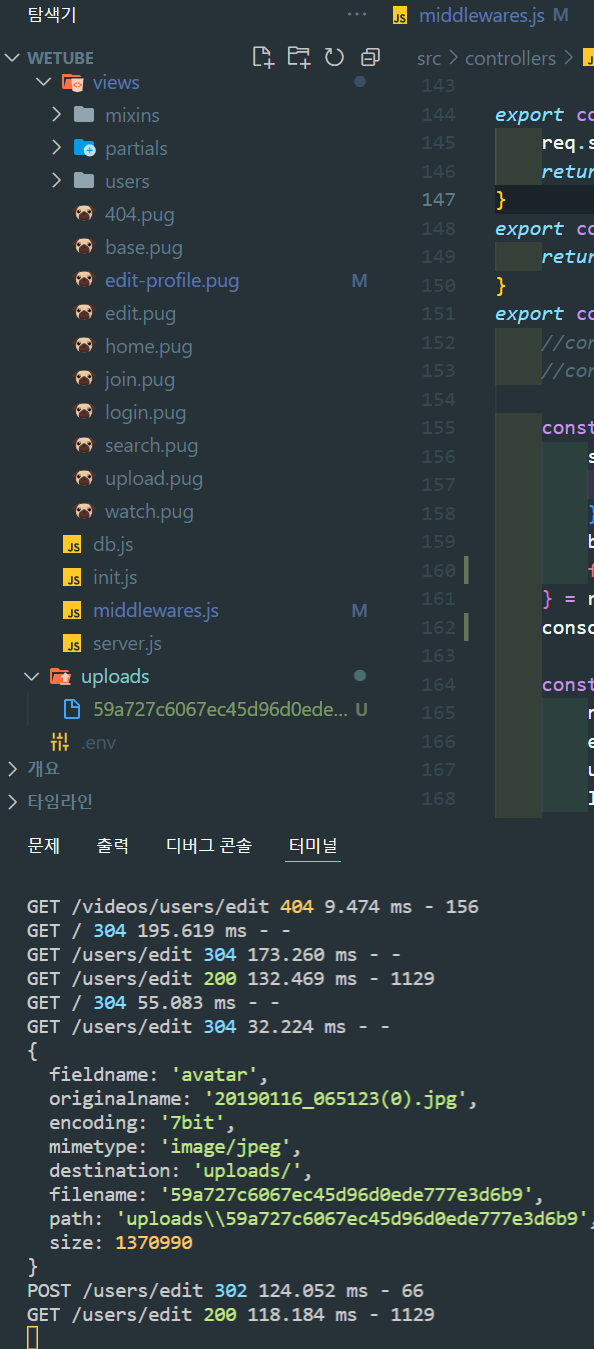 탐색기 ···
JS middlewares.js M
WETUBE
src > controllers >
views
mixins
partials
users
404.pug
base.pug
edit-profile.pug M
edit.pug
home.pug
join.pug
login.pug
search.pug
upload.pug
watch.pug
JS db.js
JS init.js
JS middlewares.js M
JS server.js
uploads
59a727c6067ec45d96d0ede... U
.env
개요
타임라인
143
144 export co
145 req.s
146 retur
147 }
148 export co
149 retur
150 }
151 export co
152 //con
153 //con
154
155 const
156 s
157
158 }
159 b
160 f
161 } = r
162 conso
163
164 const
165 r
166 e
167 u
168 l
문제 출력 디버그 콘솔 터미널
GET /videos/users/edit 404 9.474 ms - 156
GET / 304 195.619 ms - -
GET /users/edit 304 173.260 ms - -
GET /users/edit 200 132.469 ms - 1129
GET / 304 55.083 ms - -
GET /users/edit 304 32.224 ms - -
{
fieldname: 'avatar',
originalname: '20190116_065123(0).jpg',
encoding: '7bit',
mimetype: 'image/jpeg',
destination: 'uploads/',
filename: '59a727c6067ec45d96d0ede777e3d6b9',
path: 'uploads\\59a727c6067ec45d96d0ede777e3d6b9',
size: 1370990
}
POST /users/edit 302 124.052 ms - 66
GET /users/edit 200 118.184 ms - 1129